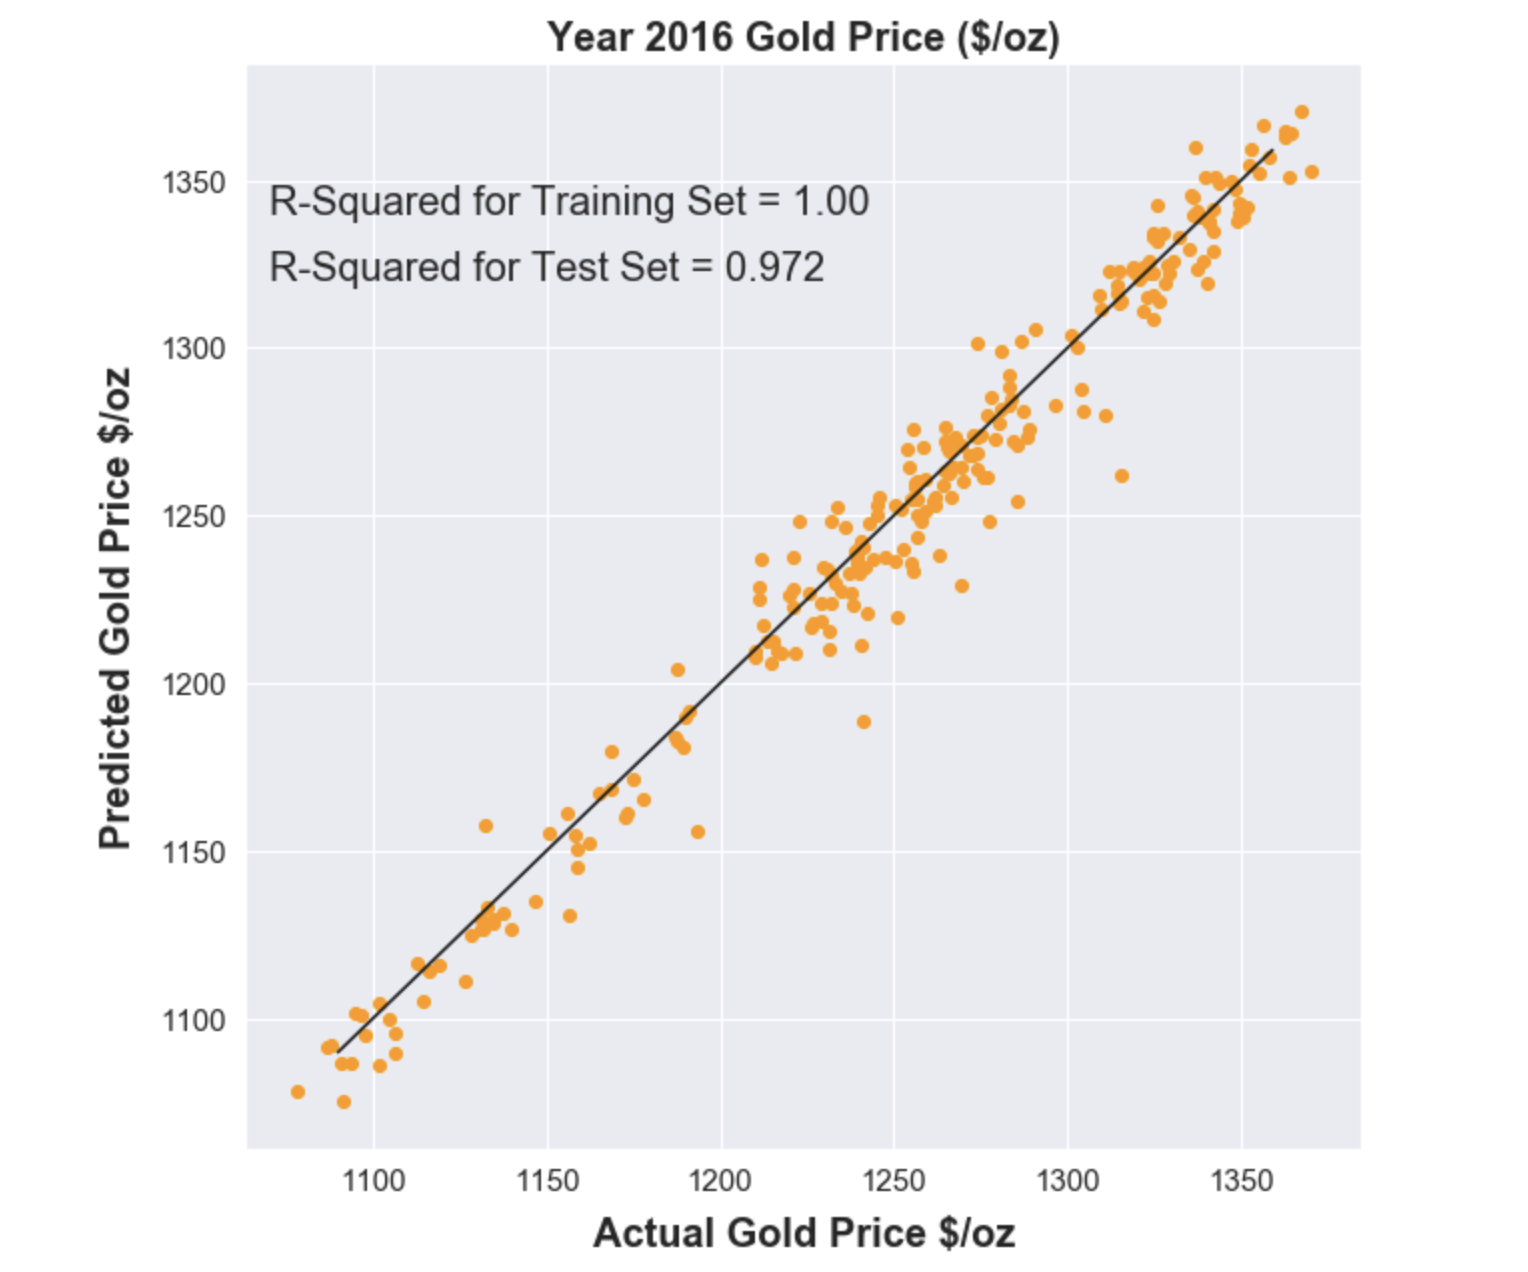 Year 2016 Gold Price ($/oz)
R-Squared for Training Set = 1.00
R-Squared for Test Set = 0.972
Predicted Gold Price $/oz
1350
1300
1250
1200
1150
1100
1100 1150 1200 1250 1300 1350
Actual Gold Price $/oz